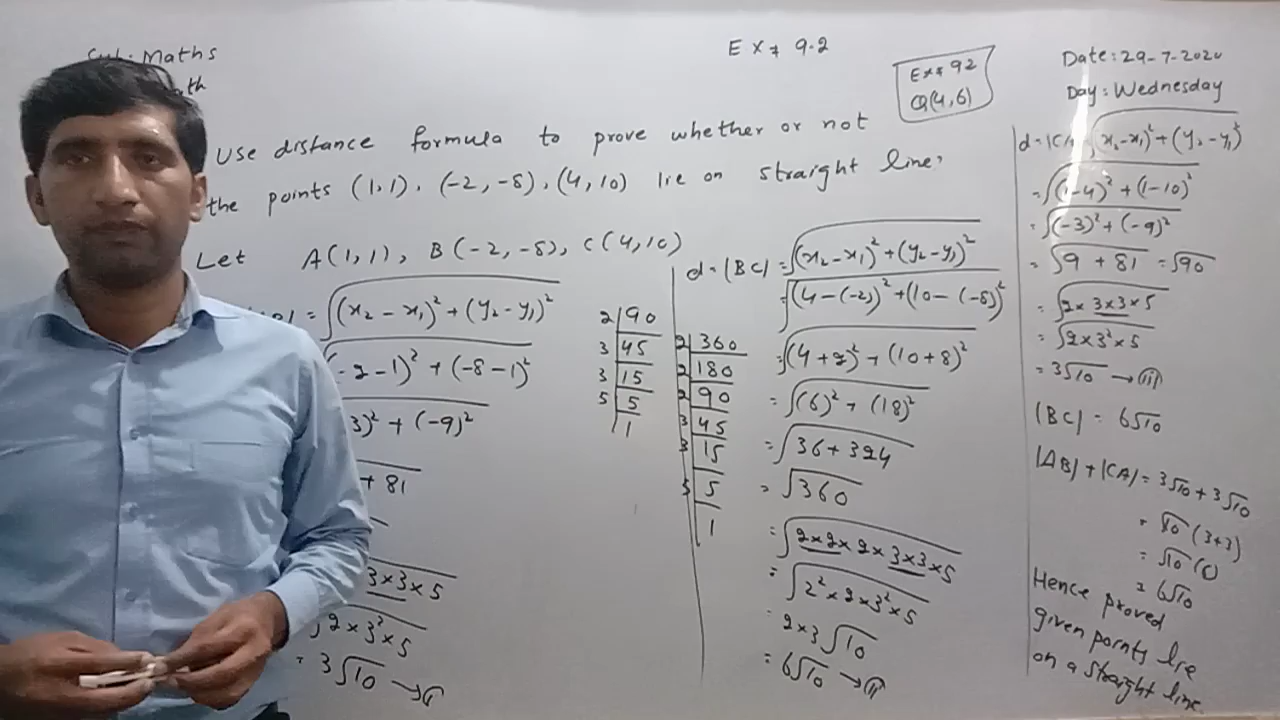 Sub: Maths
Ex # 9.2
Ex # 92
Q(4,6)
Date: 29-7-2020
Day: Wednesday
Use distance formula to prove whether or not
the points (1,1), (-2,-8), (4,10) lie on straight line.
Let A(1,1), B(-2,-8), C(4,10)
| = √(x₂ - x₁)² + (y₂ - y₁)²
(-2-1)² + (-8-1)²
3)² + (-9)²
+ 81
3×3×5
√2×3²×5
= 3√10 → (i)
2|90
3|45
3|15
5|5
|1
2|360
2|180
2|90
3|45
3|15
5|5
|1
d = |BC| = √(x₂-x₁)² + (y₂-y₁)²
= √(4-(-2))² + (10-(-8))²
= √(4+2)² + (10+8)²
= √(6)² + (18)²
= √36+324
= √360
= √2×2×2×3×3×5
= √2²×2×3²×5
= 2×3√10
= 6√10 → (ii)
d = |CA| = √(x₂-x₁)² + (y₂-y₁)²
= √(1-4)² + (1-10)²
= √(-3)² + (-9)²
= √9 + 81 = √90
= √2×3×3×5
= √2×3²×5
= 3√10 → (iii)
|BC| = 6√10
|AB| + |CA| = 3√10 + 3√10
= √10 (3+3)
= √10 (6)
= 6√10
Hence proved
given points lie
on a straight line.